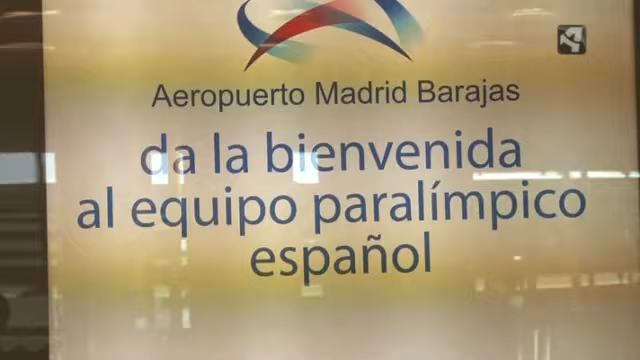 Aeropuerto Madrid Barajas
da la bienvenida
al equipo paralímpico
español